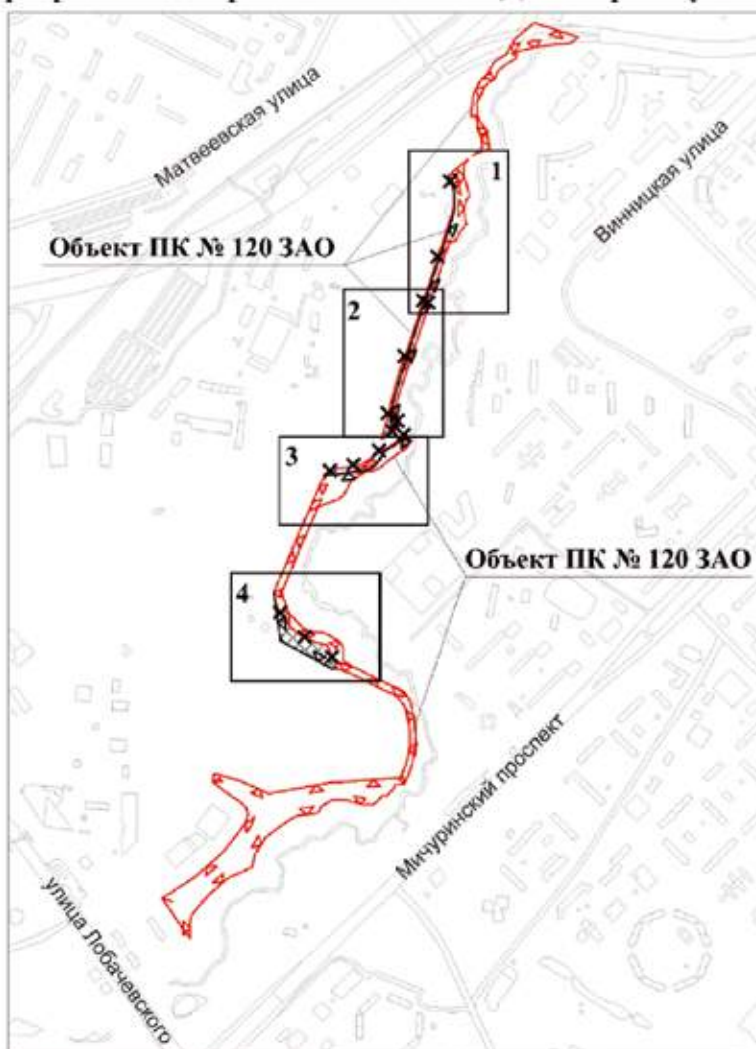 Матвеевская улица
1
Винницкая улица
Объект ПК № 120 ЗАО
2
3
Объект ПК № 120 ЗАО
4
Мичуринский проспект
улица Лобачевского